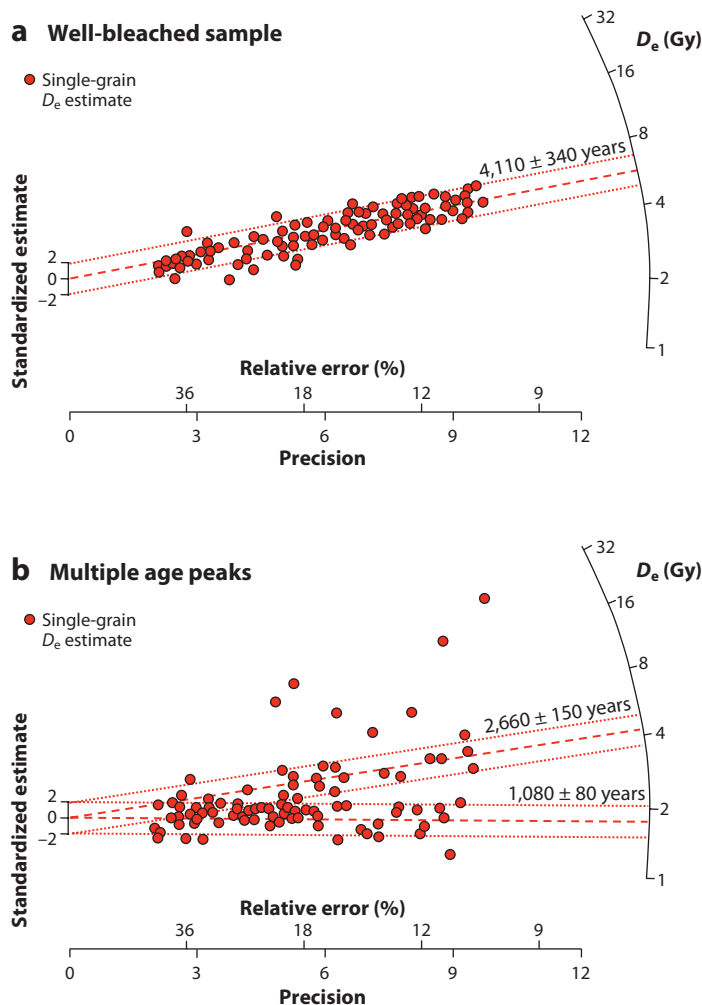 a Well-bleached sample
Single-grain
De estimate
De (Gy)
32
16
8
4
2
1
4,110 ± 340 years
Standardized estimate
2
0
−2
Relative error (%)
36 18 12 9
0 3 6 9 12
Precision
b Multiple age peaks
Single-grain
De estimate
De (Gy)
32
16
8
4
2
1
2,660 ± 150 years
1,080 ± 80 years
Standardized estimate
2
0
−2
Relative error (%)
36 18 12 9
0 3 6 9 12
Precision